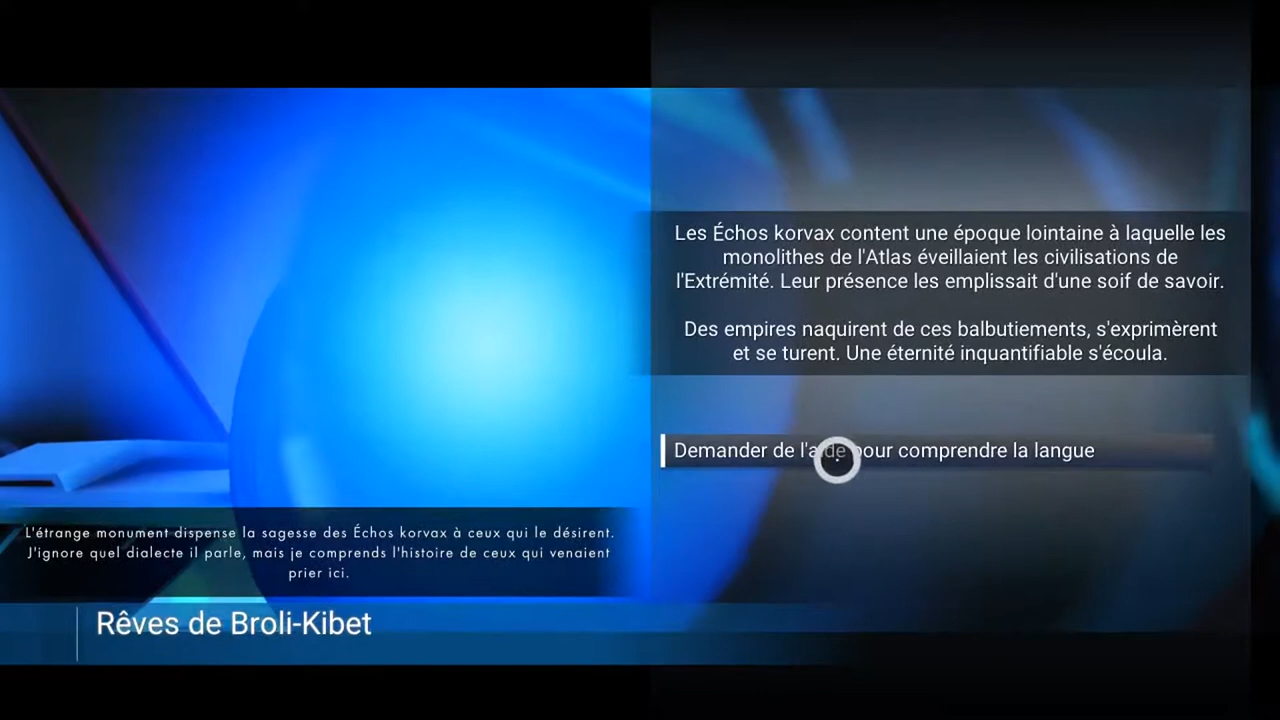 Les Échos korvax content une époque lointaine à laquelle les
monolithes de l'Atlas éveillaient les civilisations de
l'Extrémité. Leur présence les emplissait d'une soif de savoir.
Des empires naquirent de ces balbutiements, s'exprimèrent
et se turent. Une éternité inquantifiable s'écoula.
Demander de l'aide pour comprendre la langue
L'étrange monument dispense la sagesse des Échos korvax à ceux qui le désirent.
J'ignore quel dialecte il parle, mais je comprends l'histoire de ceux qui venaient
prier ici.
Rêves de Broli-Kibet